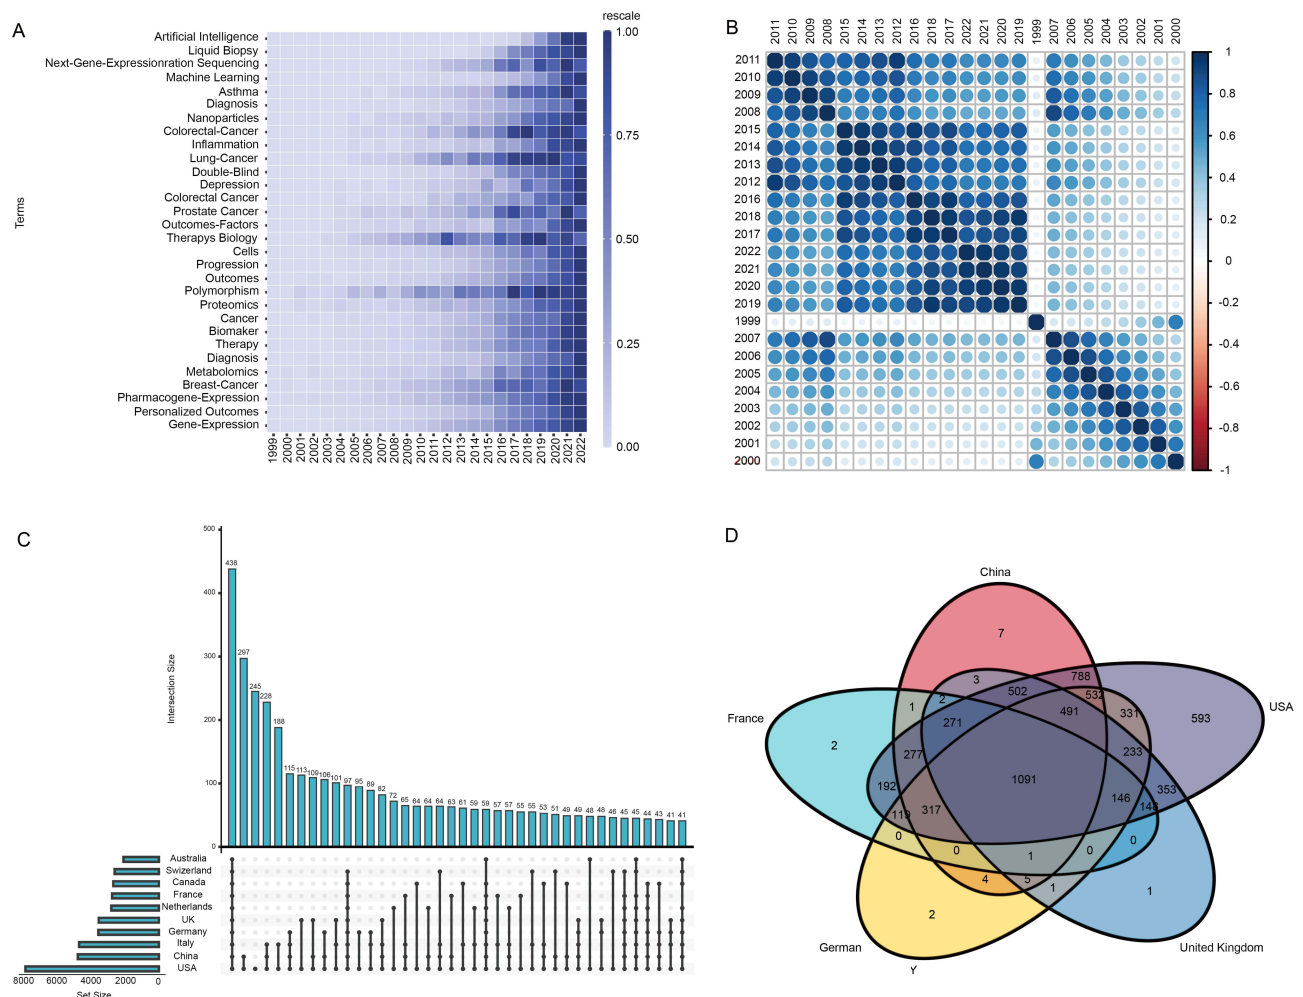 A
rescale
Artificial Intelligence
Liquid Biopsy
Next-Gene-Expressionration Sequencing
Machine Learning
Asthma
Diagnosis
Nanoparticles
Colorectal-Cancer
Inflammation
Lung-Cancer
Double-Blind
Depression
Colorectal Cancer
Prostate Cancer
Outcomes-Factors
Therapys Biology
Cells
Progression
Outcomes
Polymorphism
Proteomics
Cancer
Biomaker
Therapy
Diagnosis
Metabolomics
Breast-Cancer
Pharmacogene-Expression
Personalized Outcomes
Gene-Expression
Terms
1999 2000 2001 2002 2003 2004 2005 2006 2007 2008 2009 2010 2011 2012 2013 2014 2015 2016 2017 2018 2019 2020 2021 2022
1.00
0.75
0.50
0.25
0.00
B
2011 2010 2009 2008 2015 2014 2013 2012 2016 2018 2017 2022 2021 2020 2019 1999 2007 2006 2005 2004 2003 2002 2001 2000
2011
2010
2009
2008
2015
2014
2013
2012
2016
2018
2017
2022
2021
2020
2019
1999
2007
2006
2005
2004
2003
2002
2001
2000
1
0.8
0.6
0.4
0.2
0
-0.2
-0.4
-0.6
-0.8
-1
C
500
400
300
200
100
0
Intersection Size
438 297 245 228 188 115 113 109 106 101 97 95 89 82 72 65 64 64 64 63 61 59 59 57 57 55 55 53 51 49 49 48 48 46 45 45 44 43 41 41
Australia
Swizerland
Canada
France
Netherlands
UK
Germany
Italy
China
USA
8000 6000 4000 2000 0
Set Size
D
China
7
USA
593
France
2
German
Y
2
United Kingdom
1
3
788
502
532
1
2
491
331
271
277
233
1091
192
353
146
148
119
317
0
0
0
1
0
4
5
1